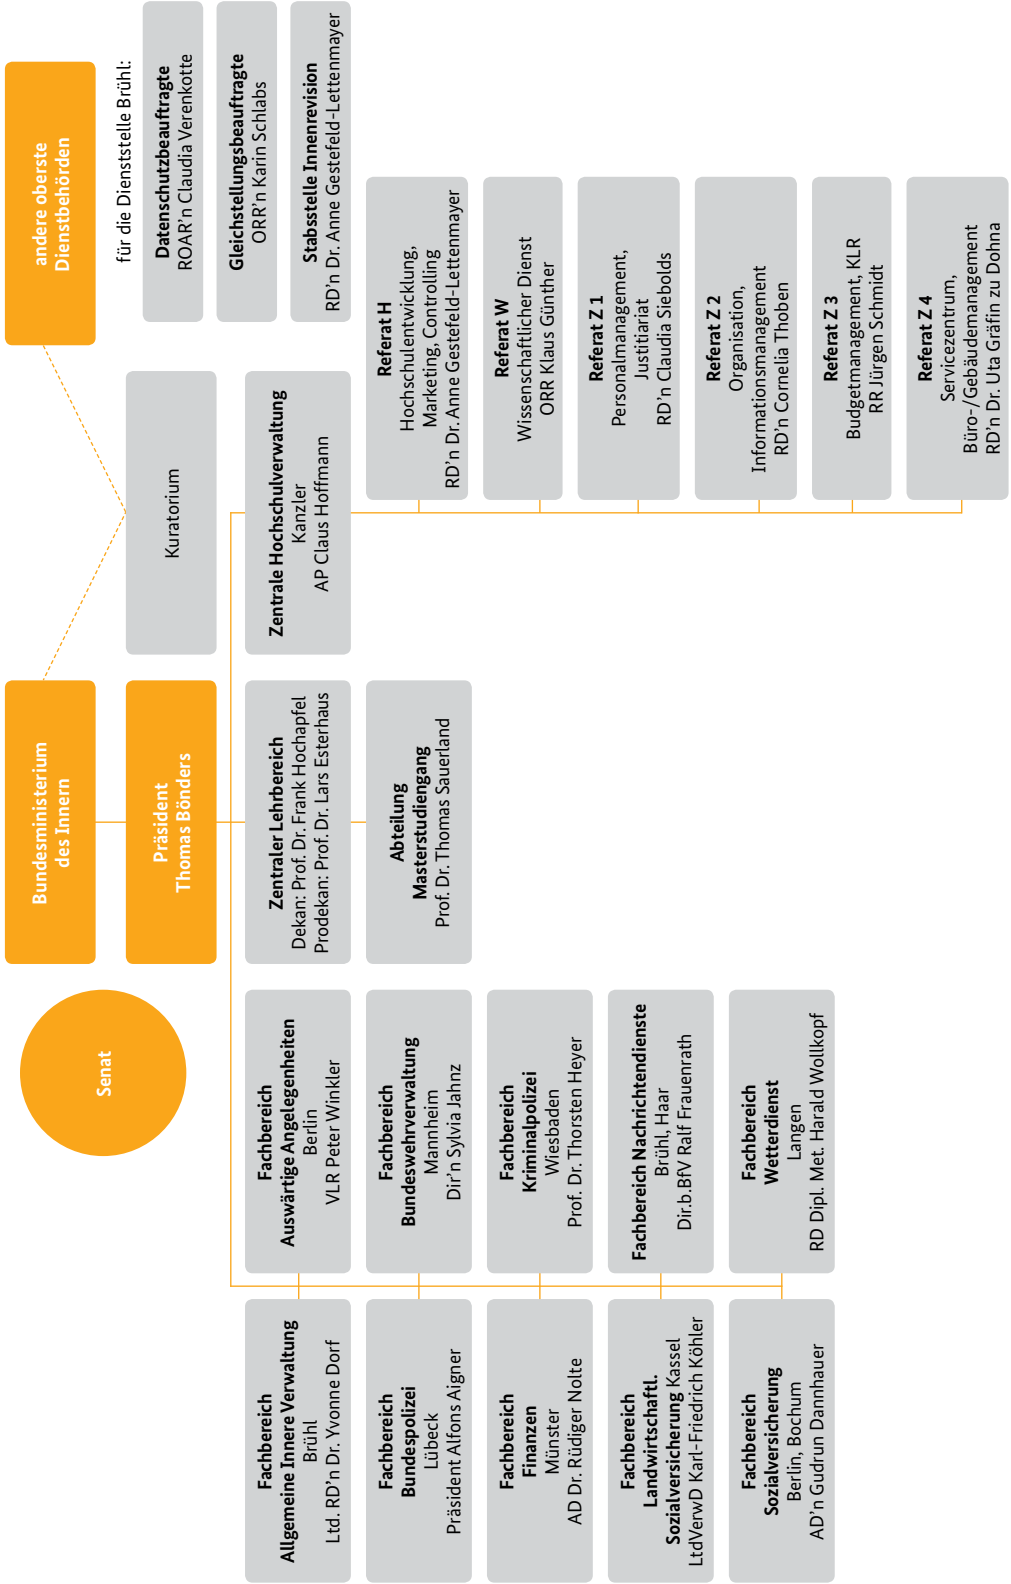 Senat
Bundesministerium
des Innern
andere oberste
Dienstbehörden
Präsident
Thomas Bönders
Kuratorium
für die Dienststelle Brühl:
Datenschutzbeauftragte
ROAR’n Claudia Verenkotte
Gleichstellungsbeauftragte
ORR’n Karin Schlabs
Stabsstelle Innenrevision
RD’n Dr. Anne Gestefeld-Lettenmayer
Fachbereich
Allgemeine Innere Verwaltung
Brühl
Ltd. RD’n Dr. Yvonne Dorf
Fachbereich
Auswärtige Angelegenheiten
Berlin
VLR Peter Winkler
Zentraler Lehrbereich
Dekan: Prof. Dr. Frank Hochapfel
Prodekan: Prof. Dr. Lars Esterhaus
Zentrale Hochschulverwaltung
Kanzler
AP Claus Hoffmann
Fachbereich
Bundespolizei
Lübeck
Präsident Alfons Aigner
Fachbereich
Bundeswehrverwaltung
Mannheim
Dir’n Sylvia Jahnz
Abteilung
Masterstudiengang
Prof. Dr. Thomas Sauerland
Referat H
Hochschulentwicklung,
Marketing, Controlling
RD’n Dr. Anne Gestefeld-Lettenmayer
Fachbereich
Finanzen
Münster
AD Dr. Rüdiger Nolte
Fachbereich
Kriminalpolizei
Wiesbaden
Prof. Dr. Thorsten Heyer
Referat W
Wissenschaftlicher Dienst
ORR Klaus Günther
Referat Z 1
Personalmanagement,
Justitiariat
RD’n Claudia Siebolds
Fachbereich
Landwirtschaftl.
Sozialversicherung Kassel
LtdVerwD Karl-Friedrich Köhler
Fachbereich Nachrichtendienste
Brühl, Haar
Dir.b.BfV Ralf Frauenrath
Referat Z 2
Organisation,
Informationsmanagement
RD’n Cornelia Thoben
Fachbereich
Sozialversicherung
Berlin, Bochum
AD’n Gudrun Dannhauer
Fachbereich
Wetterdienst
Langen
RD Dipl. Met. Harald Wollkopf
Referat Z 3
Budgetmanagement, KLR
RR Jürgen Schmidt
Referat Z 4
Servicezentrum,
Büro-/Gebäudemanagement
RD’n Dr. Uta Gräfin zu Dohna